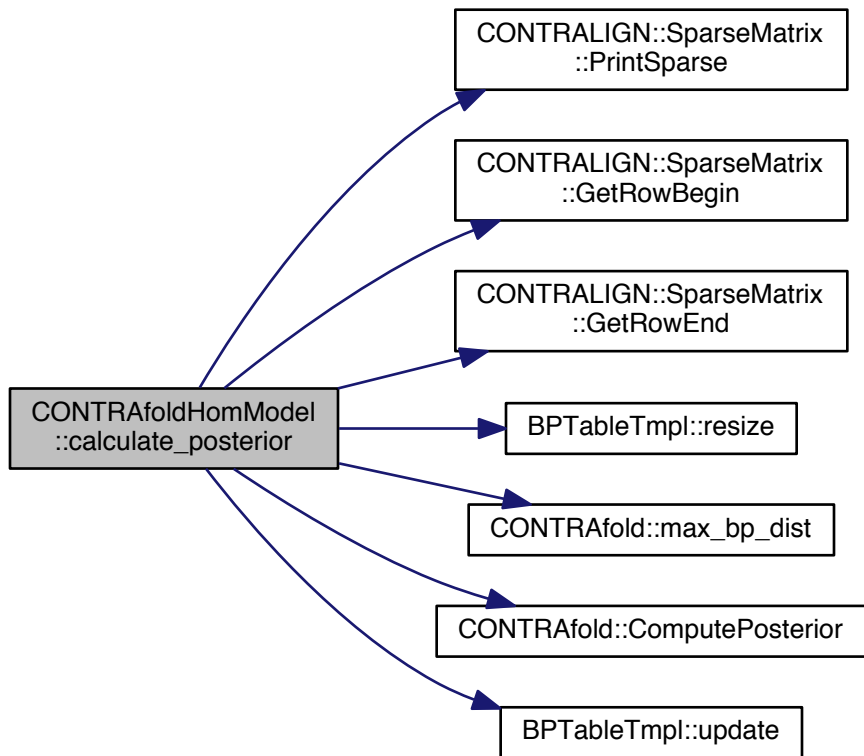 CONTRALIGN::SparseMatrix
::PrintSparse
CONTRALIGN::SparseMatrix
::GetRowBegin
CONTRALIGN::SparseMatrix
::GetRowEnd
CONTRAfoldHomModel
::calculate_posterior
BPTableTmpl::resize
CONTRAfold::max_bp_dist
CONTRAfold::ComputePosterior
BPTableTmpl::update